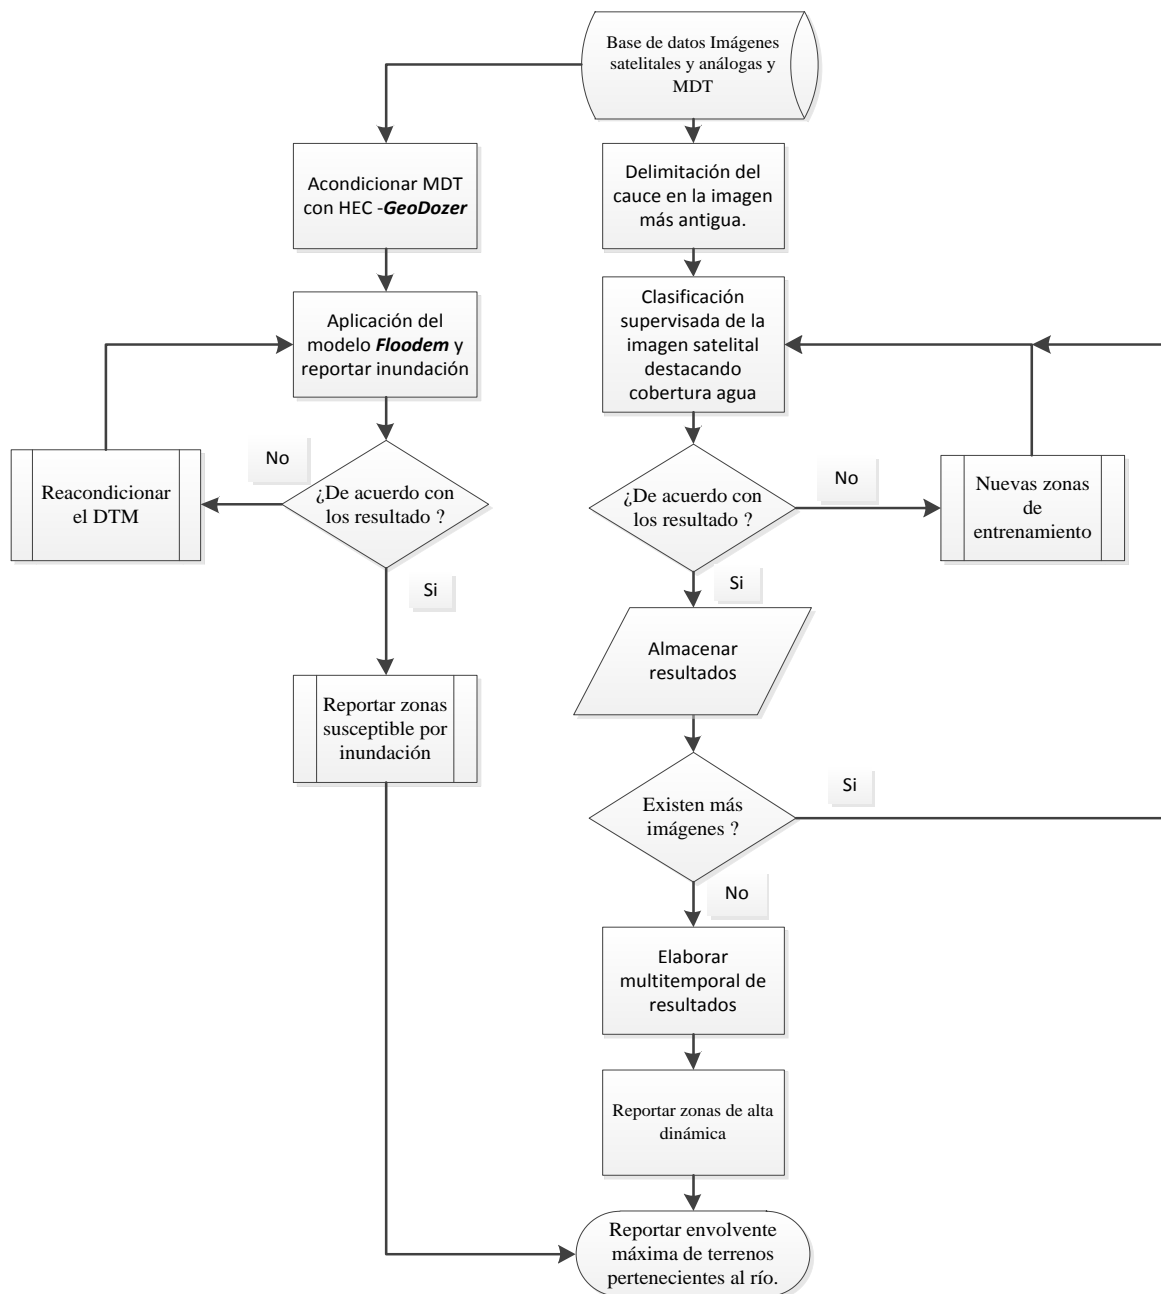 Base de datos Imágenes
satelitales y análogas y
MDT
Acondicionar MDT
con HEC -GeoDozer
Delimitación del
cauce en la imagen
más antigua.
Aplicación del
modelo Floodem y
reportar inundación
Clasificación
supervisada de la
imagen satelital
destacando
cobertura agua
No
Reacondicionar
el DTM
¿De acuerdo con
los resultado ?
¿De acuerdo con
los resultado ?
No
Nuevas zonas
de
entrenamiento
Si
Si
Almacenar
resultados
Reportar zonas
susceptible por
inundación
Existen más
imágenes ?
Si
No
Elaborar
multitemporal de
resultados
Reportar zonas de alta
dinámica
Reportar envolvente
máxima de terrenos
pertenecientes al río.